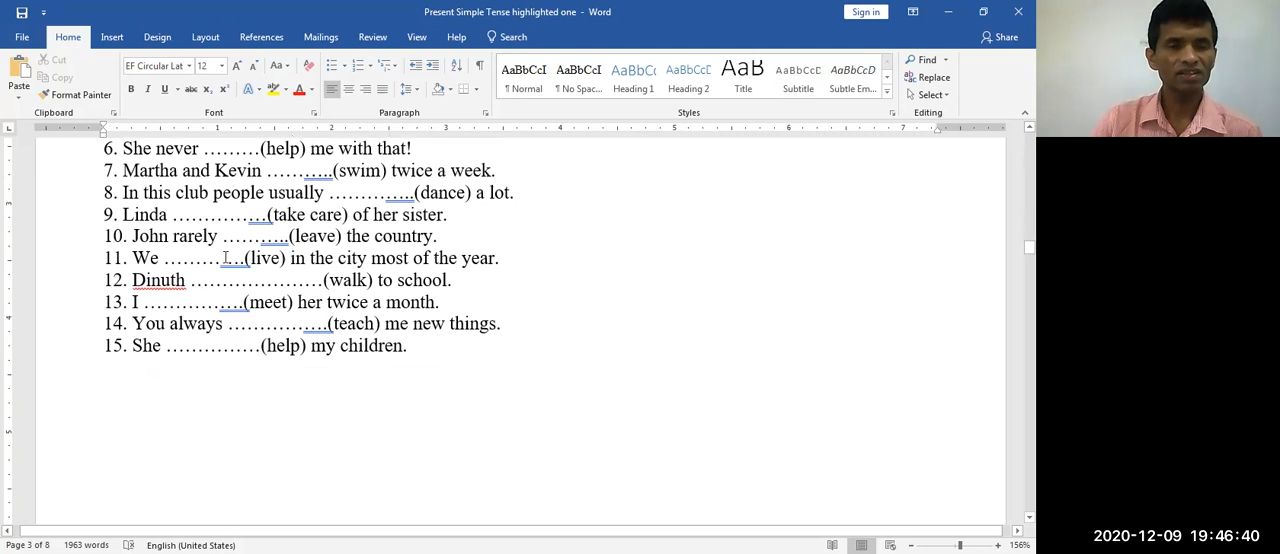 Present Simple Tense highlighted one - Word
Sign in
File Home Insert Design Layout References Mailings Review View Help Search Share
Paste
Cut
Copy
Format Painter
EF Circular Lat 12
AaBbCcI AaBbCcI AaBbCc AaBbCcI AaB AaBbCcD AaBbCcD
¶ Normal ¶ No Spac... Heading 1 Heading 2 Title Subtitle Subtle Em...
Find
Replace
Select
Clipboard Font Paragraph Styles Editing
6. She never ………(help) me with that!
7. Martha and Kevin ………..(swim) twice a week.
8. In this club people usually …………..(dance) a lot.
9. Linda …………….(take care) of her sister.
10. John rarely ………..(leave) the country.
11. We …………….(live) in the city most of the year.
12. Dinuth …………………(walk) to school.
13. I …………….(meet) her twice a month.
14. You always …………….(teach) me new things.
15. She ……………(help) my children.
Page 3 of 8 1963 words English (United States) 156%
2020-12-09 19:46:40